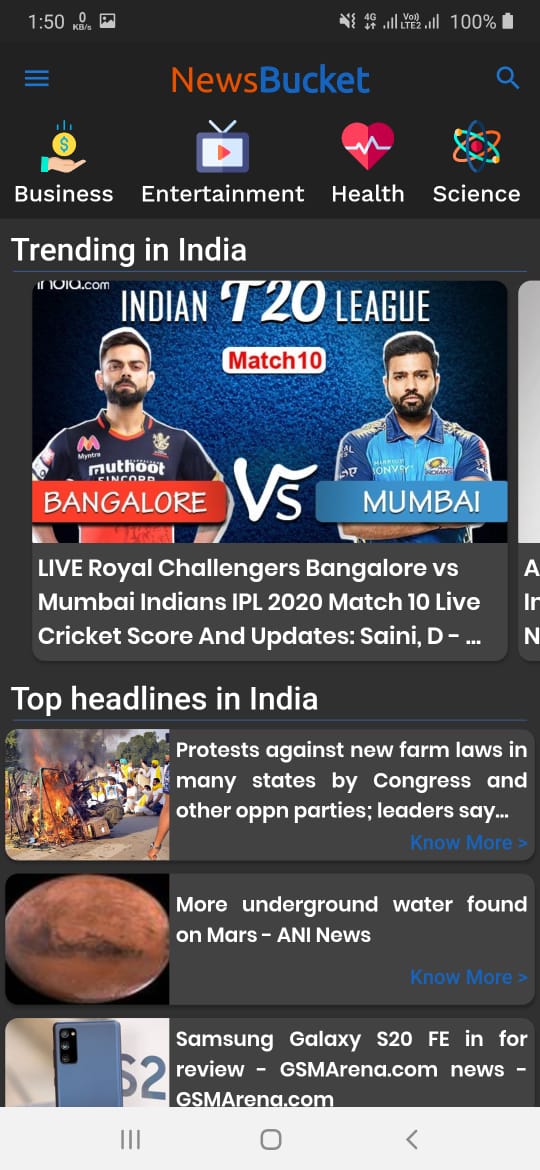 1:50 0 KB/s 4G Vo) LTE2 100%
NewsBucket
Business Entertainment Health Science
Trending in India
india.com
INDIAN T20 LEAGUE
Match10
Myntra
muthoot
FINCORP
BANGALORE VS MUMBAI
LIVE Royal Challengers Bangalore vs
Mumbai Indians IPL 2020 Match 10 Live
Cricket Score And Updates: Saini, D - ...
Top headlines in India
Protests against new farm laws in
many states by Congress and
other oppn parties; leaders say...
Know More >
More underground water found
on Mars - ANI News
Know More >
S2
Samsung Galaxy S20 FE in for
review - GSMArena.com news -
GSMArena.com